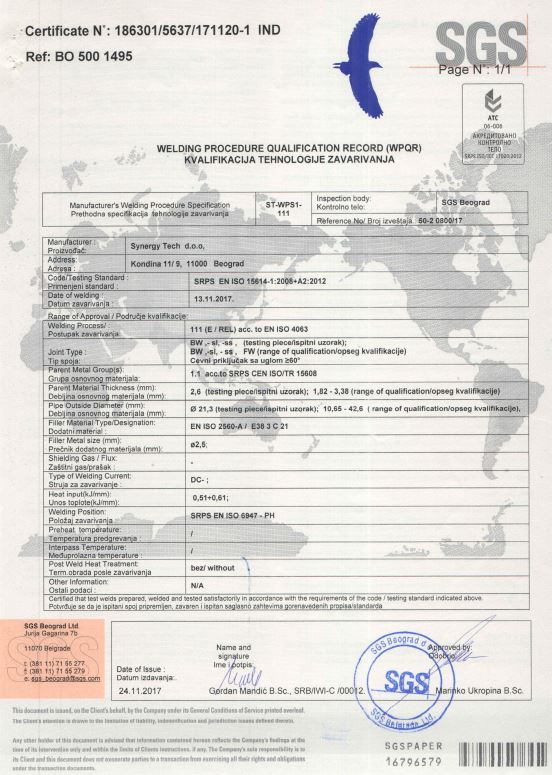 Certificate N°: 186301/5637/171120-1 IND
Ref: BO 500 1495
SGS
Page N°: 1/1
ATC
06-006
АКРЕДИТОВАНО
КОНТРОЛНО
ТЕЛО
SRPS ISO/IEC 17020:2012
WELDING PROCEDURE QUALIFICATION RECORD (WPQR)
KVALIFIKACIJA TEHNOLOGIJE ZAVARIVANJA
Manufacturer's Welding Procedure Specification
Prethodna specifikacija tehnologije zavarivanja
ST-WPS1-
111
Inspection body:
Kontrolno telo:
SGS Beograd
Reference No/ Broj izveštaja: 50-2 0800/17
Manufacturer :
Proizvođač:
Synergy Tech d.o.o,
Address:
Adresa :
Kondina 11/ 9, 11000 Beograd
Code/Testing Standard :
Primenjeni standard :
SRPS EN ISO 15614-1:2008+A2:2012
Date of welding :
Datum zavarivanja :
13.11.2017.
Range of Approval / Područje kvalifikacije:
Welding Process/ :
Postupak zavarivanja:
111 (E / REL) acc. to EN ISO 4063
Joint Type :
Tip spoja:
BW ,- sl, -ss , (testing piece/ispitni uzorak);
BW ,- sl, - ss , FW (range of qualification/opseg kvalifikacije)
Cevni priključak sa uglom ≥60°
Parent Metal Group(s):
Grupa osnovnog materijala:
1.1 acc.to SRPS CEN ISO/TR 15608
Parent Material Thickness (mm):
Debljina osnovnog materijala (mm):
2,6 (testing piece/ispitni uzorak); 1,82 - 3,38 (range of qualification/opseg kvalifikacije)
Pipe Outside Diameter (mm):
Debljina osnovnog materijala (mm):
Ø 21,3 (testing piece/ispitni uzorak); 10,65 - 42,6 ( range of qualification/opseg kvalifikacije),
Filler Material Type/Designation:
Dodatni material :
EN ISO 2560-A / E38 3 C 21
Filler Metal size (mm):
Prečnik dodatnog materijala (mm):
ø2,5;
Shielding Gas / Flux:
Zaštitni gas/prašak :
-
Type of Welding Current:
Struja za zavarivanje :
DC- ;
Heat input(kJ/mm):
Unos toplote(kJ/mm):
0,51+0,61;
Welding Position:
Položaj zavarivanja :
SRPS EN ISO 6947 - PH
Preheat. temperature:
Temperatura predgrevanja :
/
Interpass Temperature:
Međuprolazna temperature :
/
Post Weld Heat Treatment:
Term.obrada posle zavarivanja
bez/ without
Other Information:
Ostali podaci :
N/A
Certified that test welds prepared, welded and tested satisfactorily in accordance with the requirements of the code / testing standard indicated above.
Potvrđuje se da je ispitani spoj pripremljen, zavaren i ispitan saglasno zahtevima gorenavedenih propisa/standarda
SGS Beograd Ltd.
Jurija Gagarina 7b
11070 Belgrade
t: (381 11) 71 55 277
f: (381 11) 71 55 279
e: sgs_beograd@sgs.com
Date of Issue :
Datum izdavanja:.
24.11.2017
Name and
signature
Ime i potpis:
Gordan Mandić B.Sc., SRB/IWI-C /00012.
Approved by:
Odobrio:
Marinko Ukropina B.Sc.
SGS Beograd d.
SGS
SGS Belgrade Ltd.
This document is issued, on the Client's behalf, by the Company under its General Conditions of Service printed overleaf.
The Client's attention is drawn to the limitation of liability, indemnification and jurisdiction issues defined therein.
Any other holder of this document is advised that information contained hereon reflects the Company's findings at the
time of its intervention only and within the limits of Clients instructions, if any. The Company's sole responsibility is to
its Client and this document does not exonerate parties to a transaction from exercising all their rights and obligations
under the transaction documents.
SGSPAPER
16796579